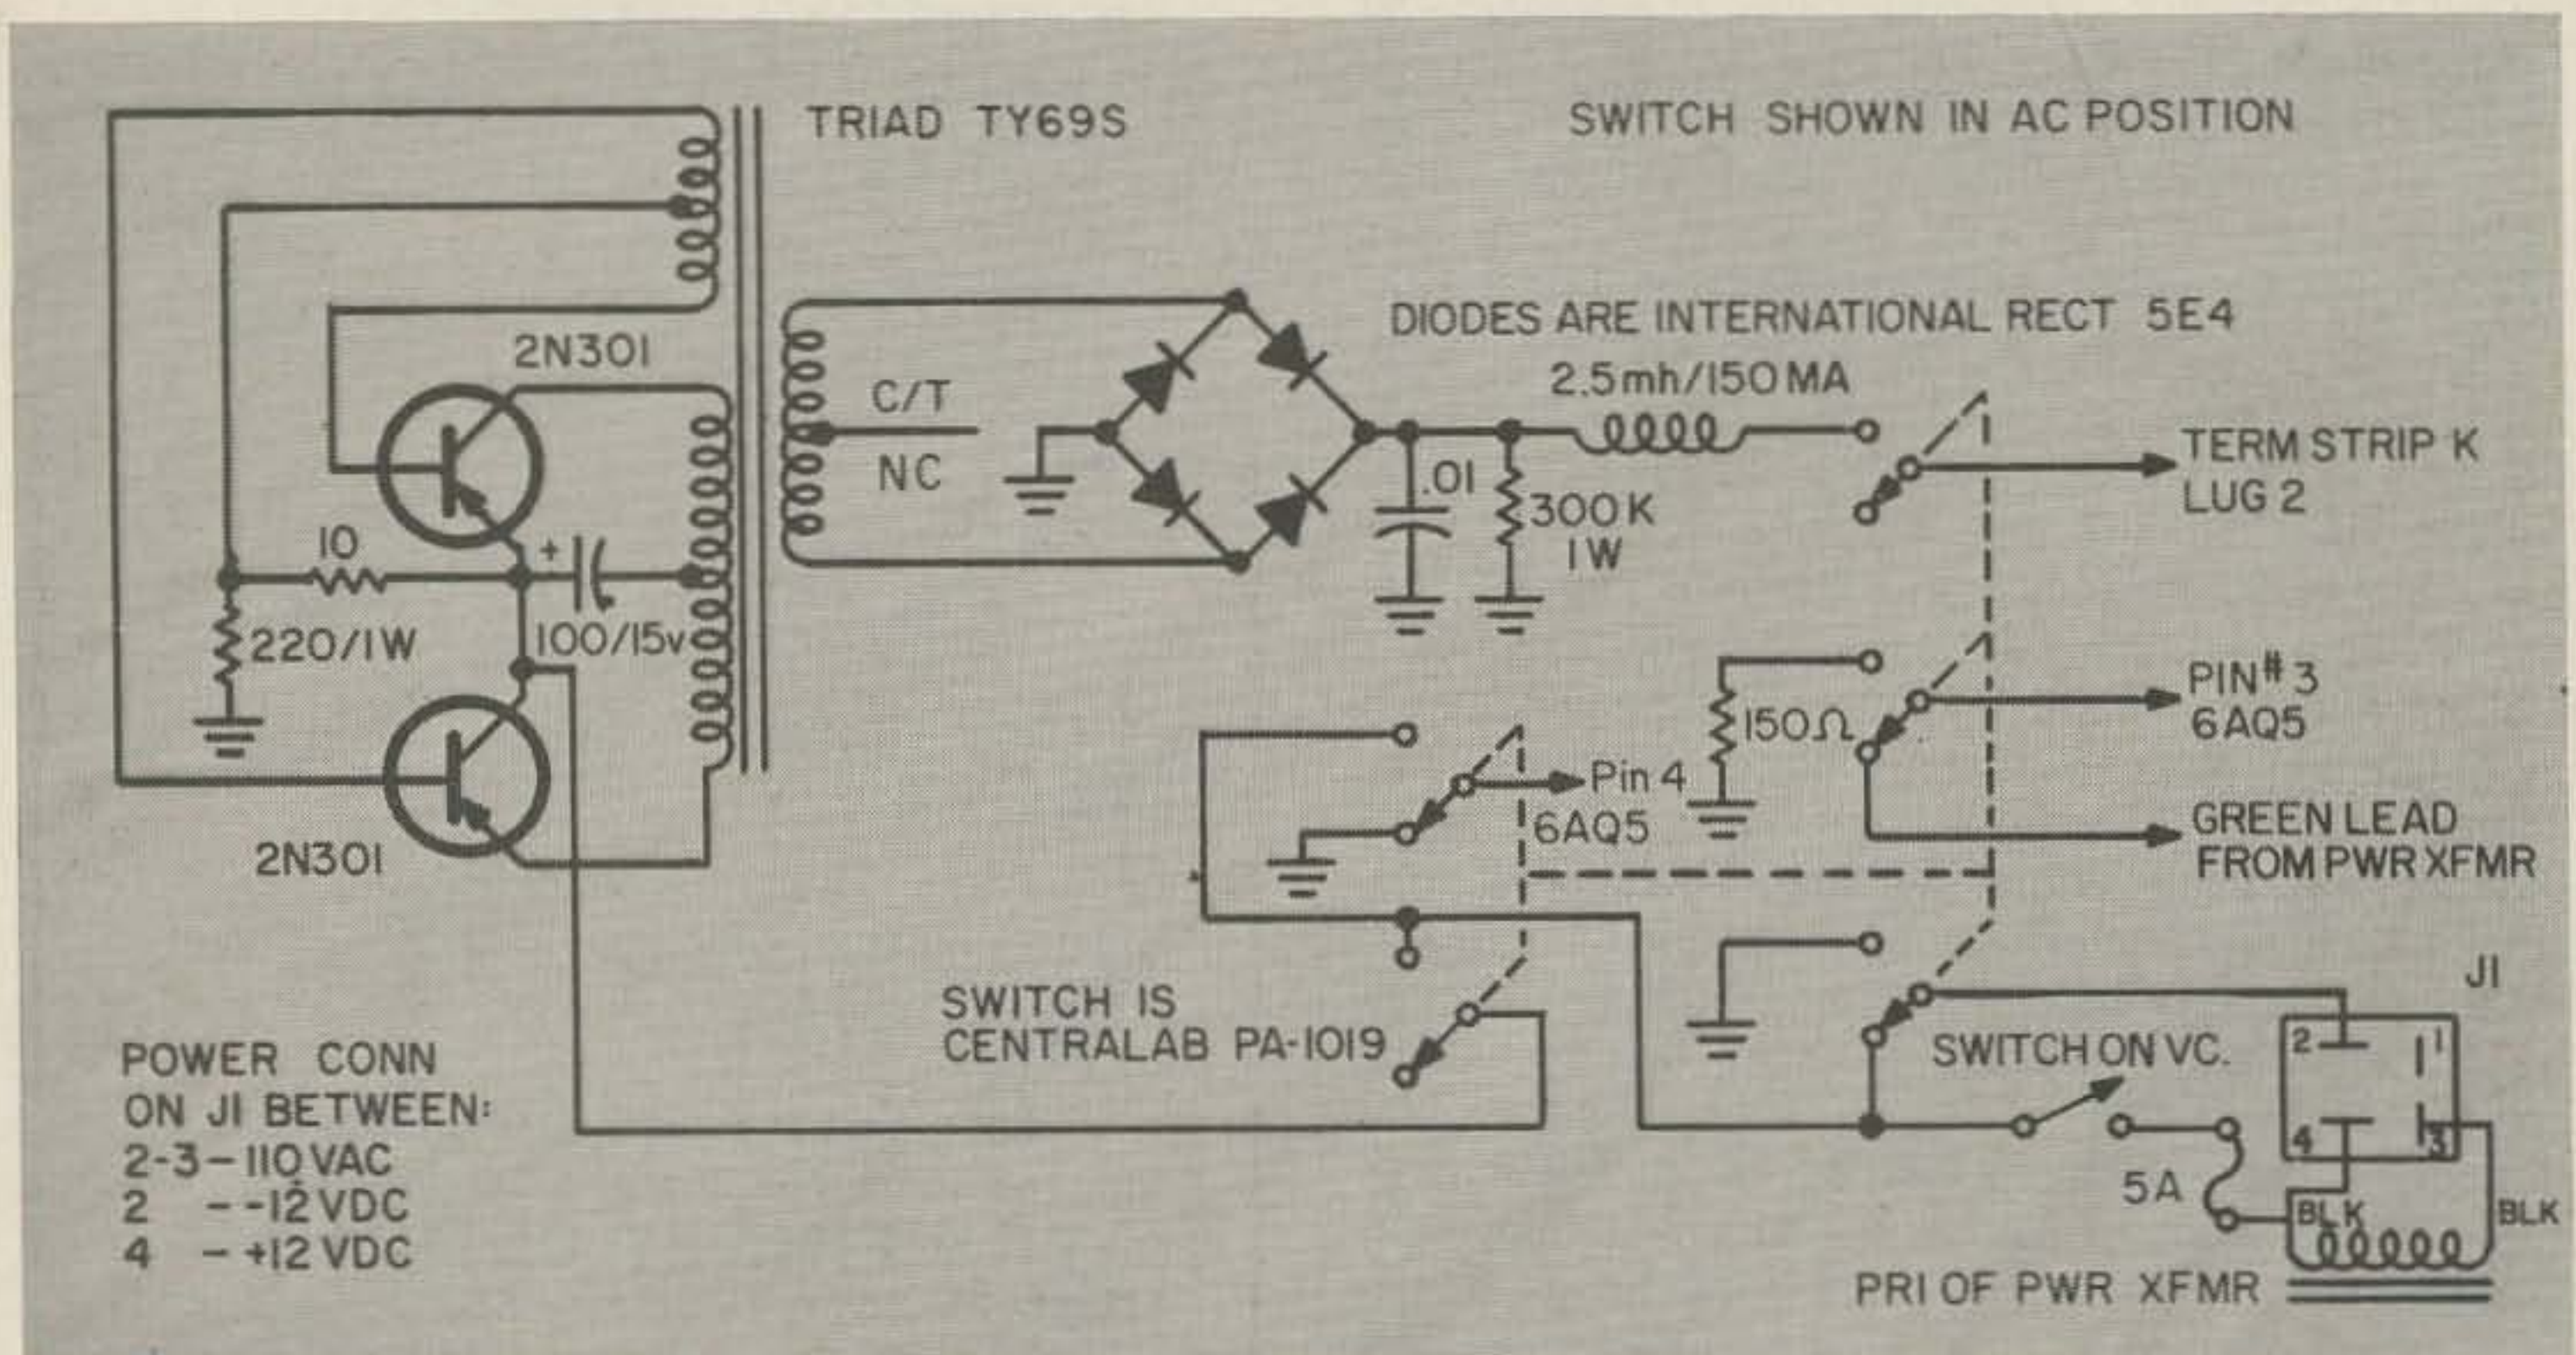 TRIAD TY69S
SWITCH SHOWN IN AC POSITION
DIODES ARE INTERNATIONAL RECT 5E4
2N301
2.5mh/150 MA
C/T
NC
TERM STRIP K
LUG 2
.01
300K
1W
10
+
220/1W
100/15v
150Ω
PIN#3
6AQ5
Pin 4
6AQ5
GREEN LEAD
FROM PWR XFMR
2N301
J1
SWITCH IS
CENTRALAB PA-1019
SWITCH ON VC.
2 1
4 3
5A
BLK
BLK
PRI OF PWR XFMR
POWER CONN
ON J1 BETWEEN:
2-3-110 VAC
2 - -12 VDC
4 - +12 VDC